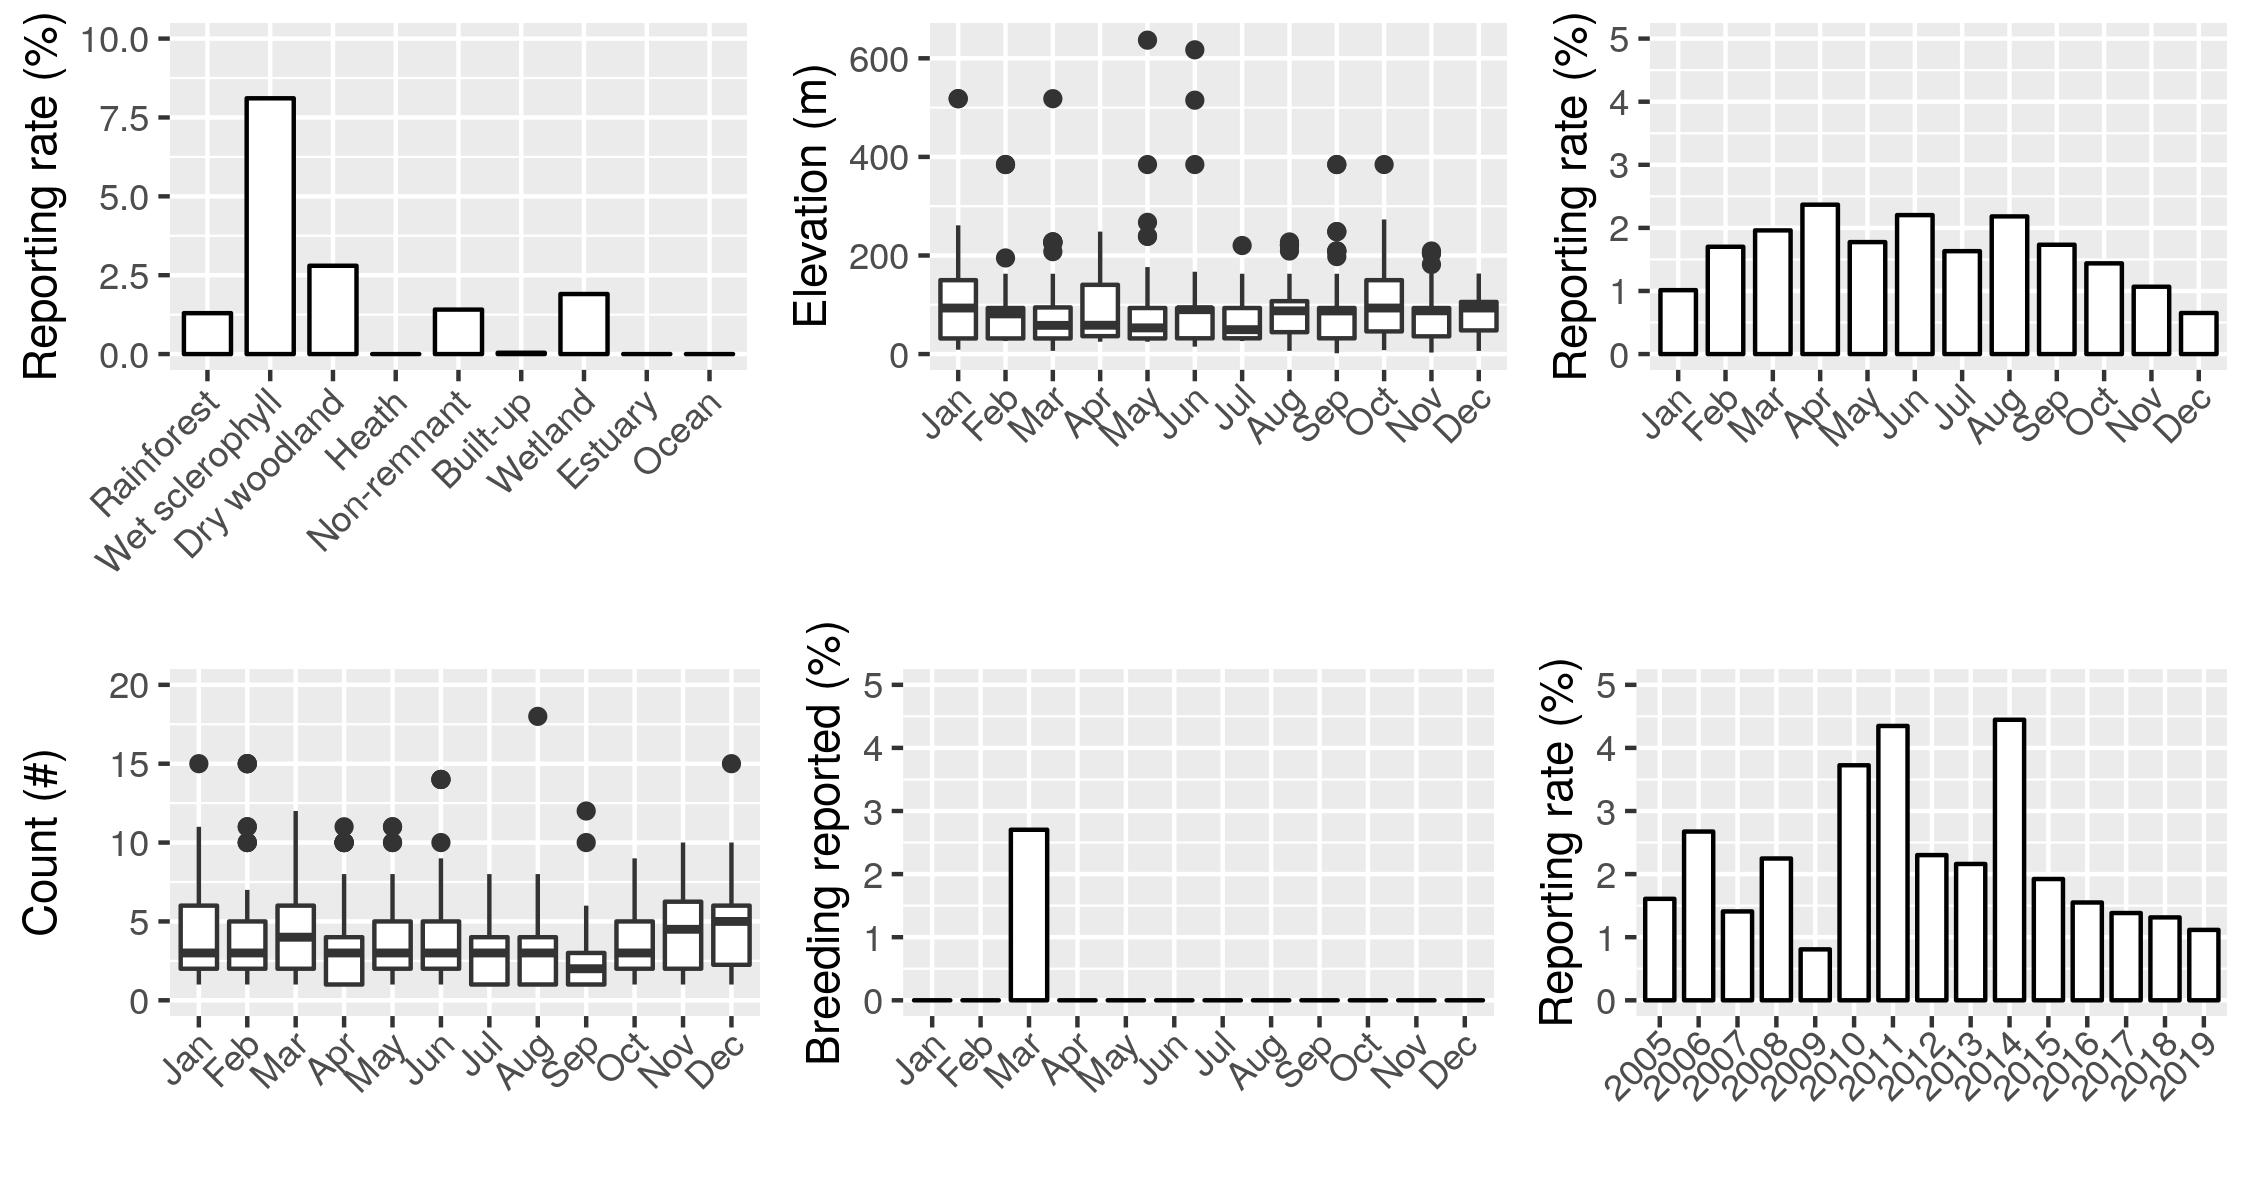 Reporting rate (%)
10.0
7.5
5.0
2.5
0.0
Rainforest
Wet sclerophyll
Dry woodland
Heath
Non-remnant
Built-up
Wetland
Estuary
Ocean
Elevation (m)
600
400
200
0
Jan
Feb
Mar
Apr
May
Jun
Jul
Aug
Sep
Oct
Nov
Dec
Reporting rate (%)
5
4
3
2
1
0
Jan
Feb
Mar
Apr
May
Jun
Jul
Aug
Sep
Oct
Nov
Dec
Count (#)
20
15
10
5
0
Jan
Feb
Mar
Apr
May
Jun
Jul
Aug
Sep
Oct
Nov
Dec
Breeding reported (%)
5
4
3
2
1
0
Jan
Feb
Mar
Apr
May
Jun
Jul
Aug
Sep
Oct
Nov
Dec
Reporting rate (%)
5
4
3
2
1
0
2005
2006
2007
2008
2009
2010
2011
2012
2013
2014
2015
2016
2017
2018
2019